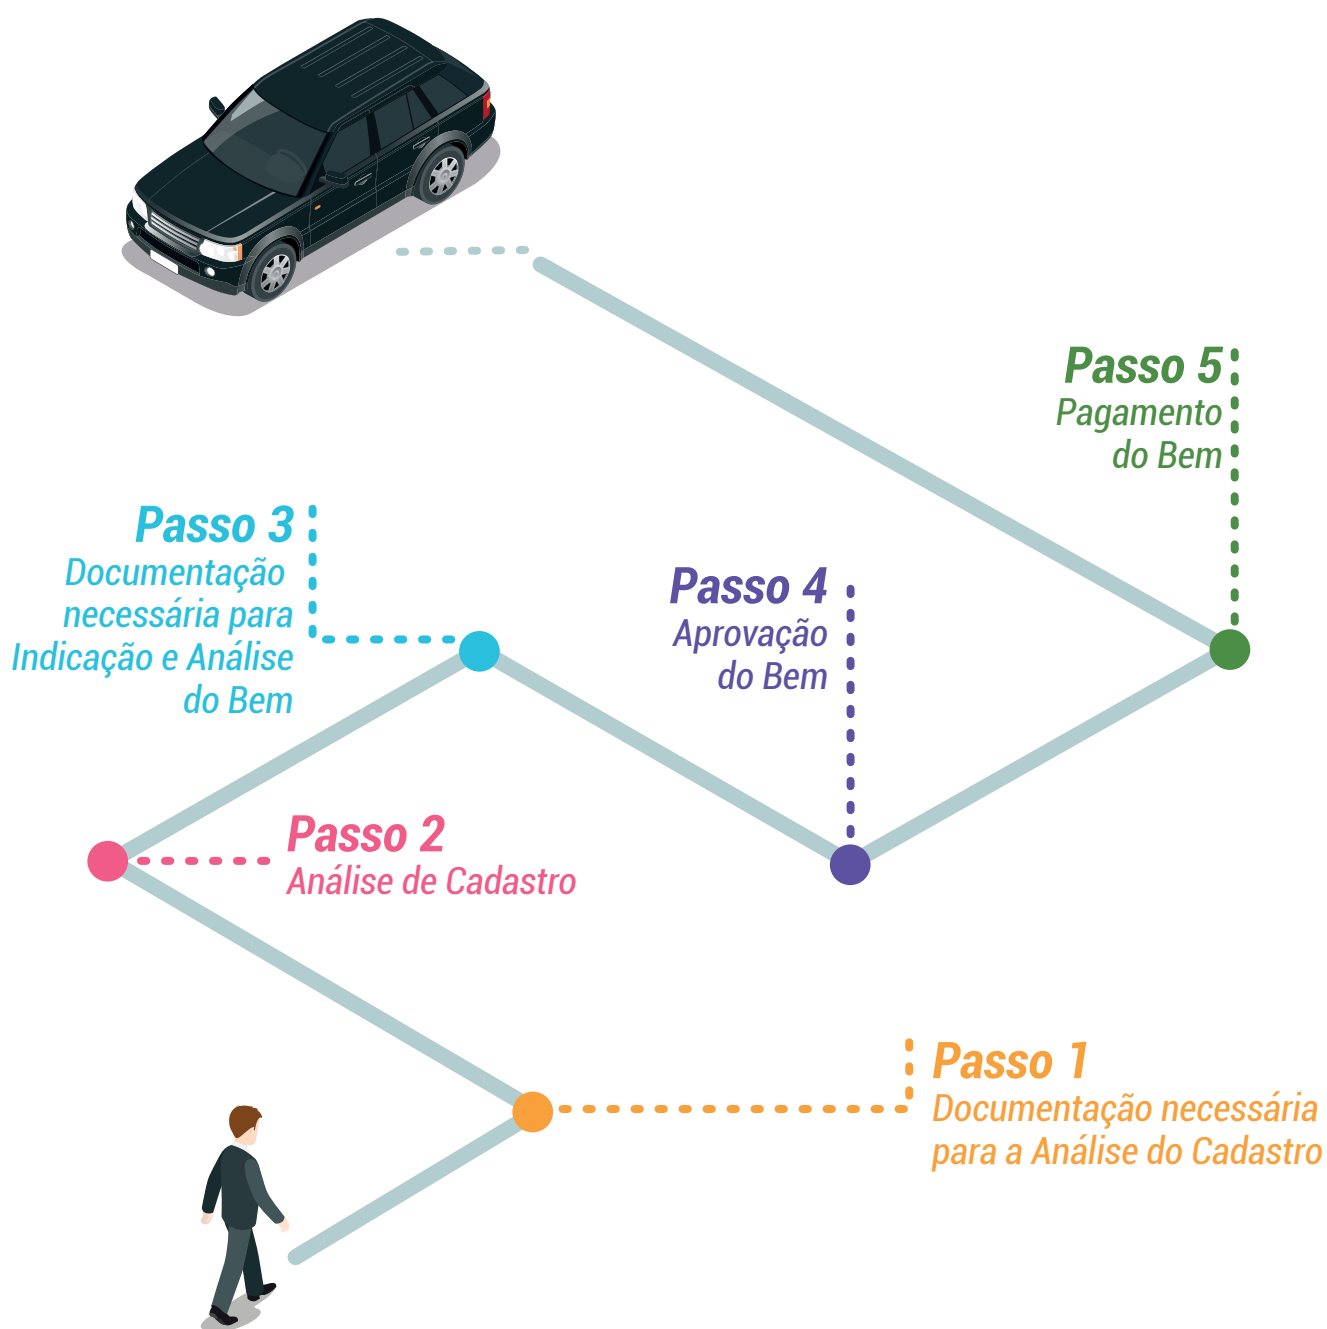 Passo 5
Pagamento
do Bem
Passo 3
Documentação
necessária para
Indicação e Análise
do Bem
Passo 4
Aprovação
do Bem
Passo 2
Análise de Cadastro
Passo 1
Documentação necessária
para a Análise do Cadastro